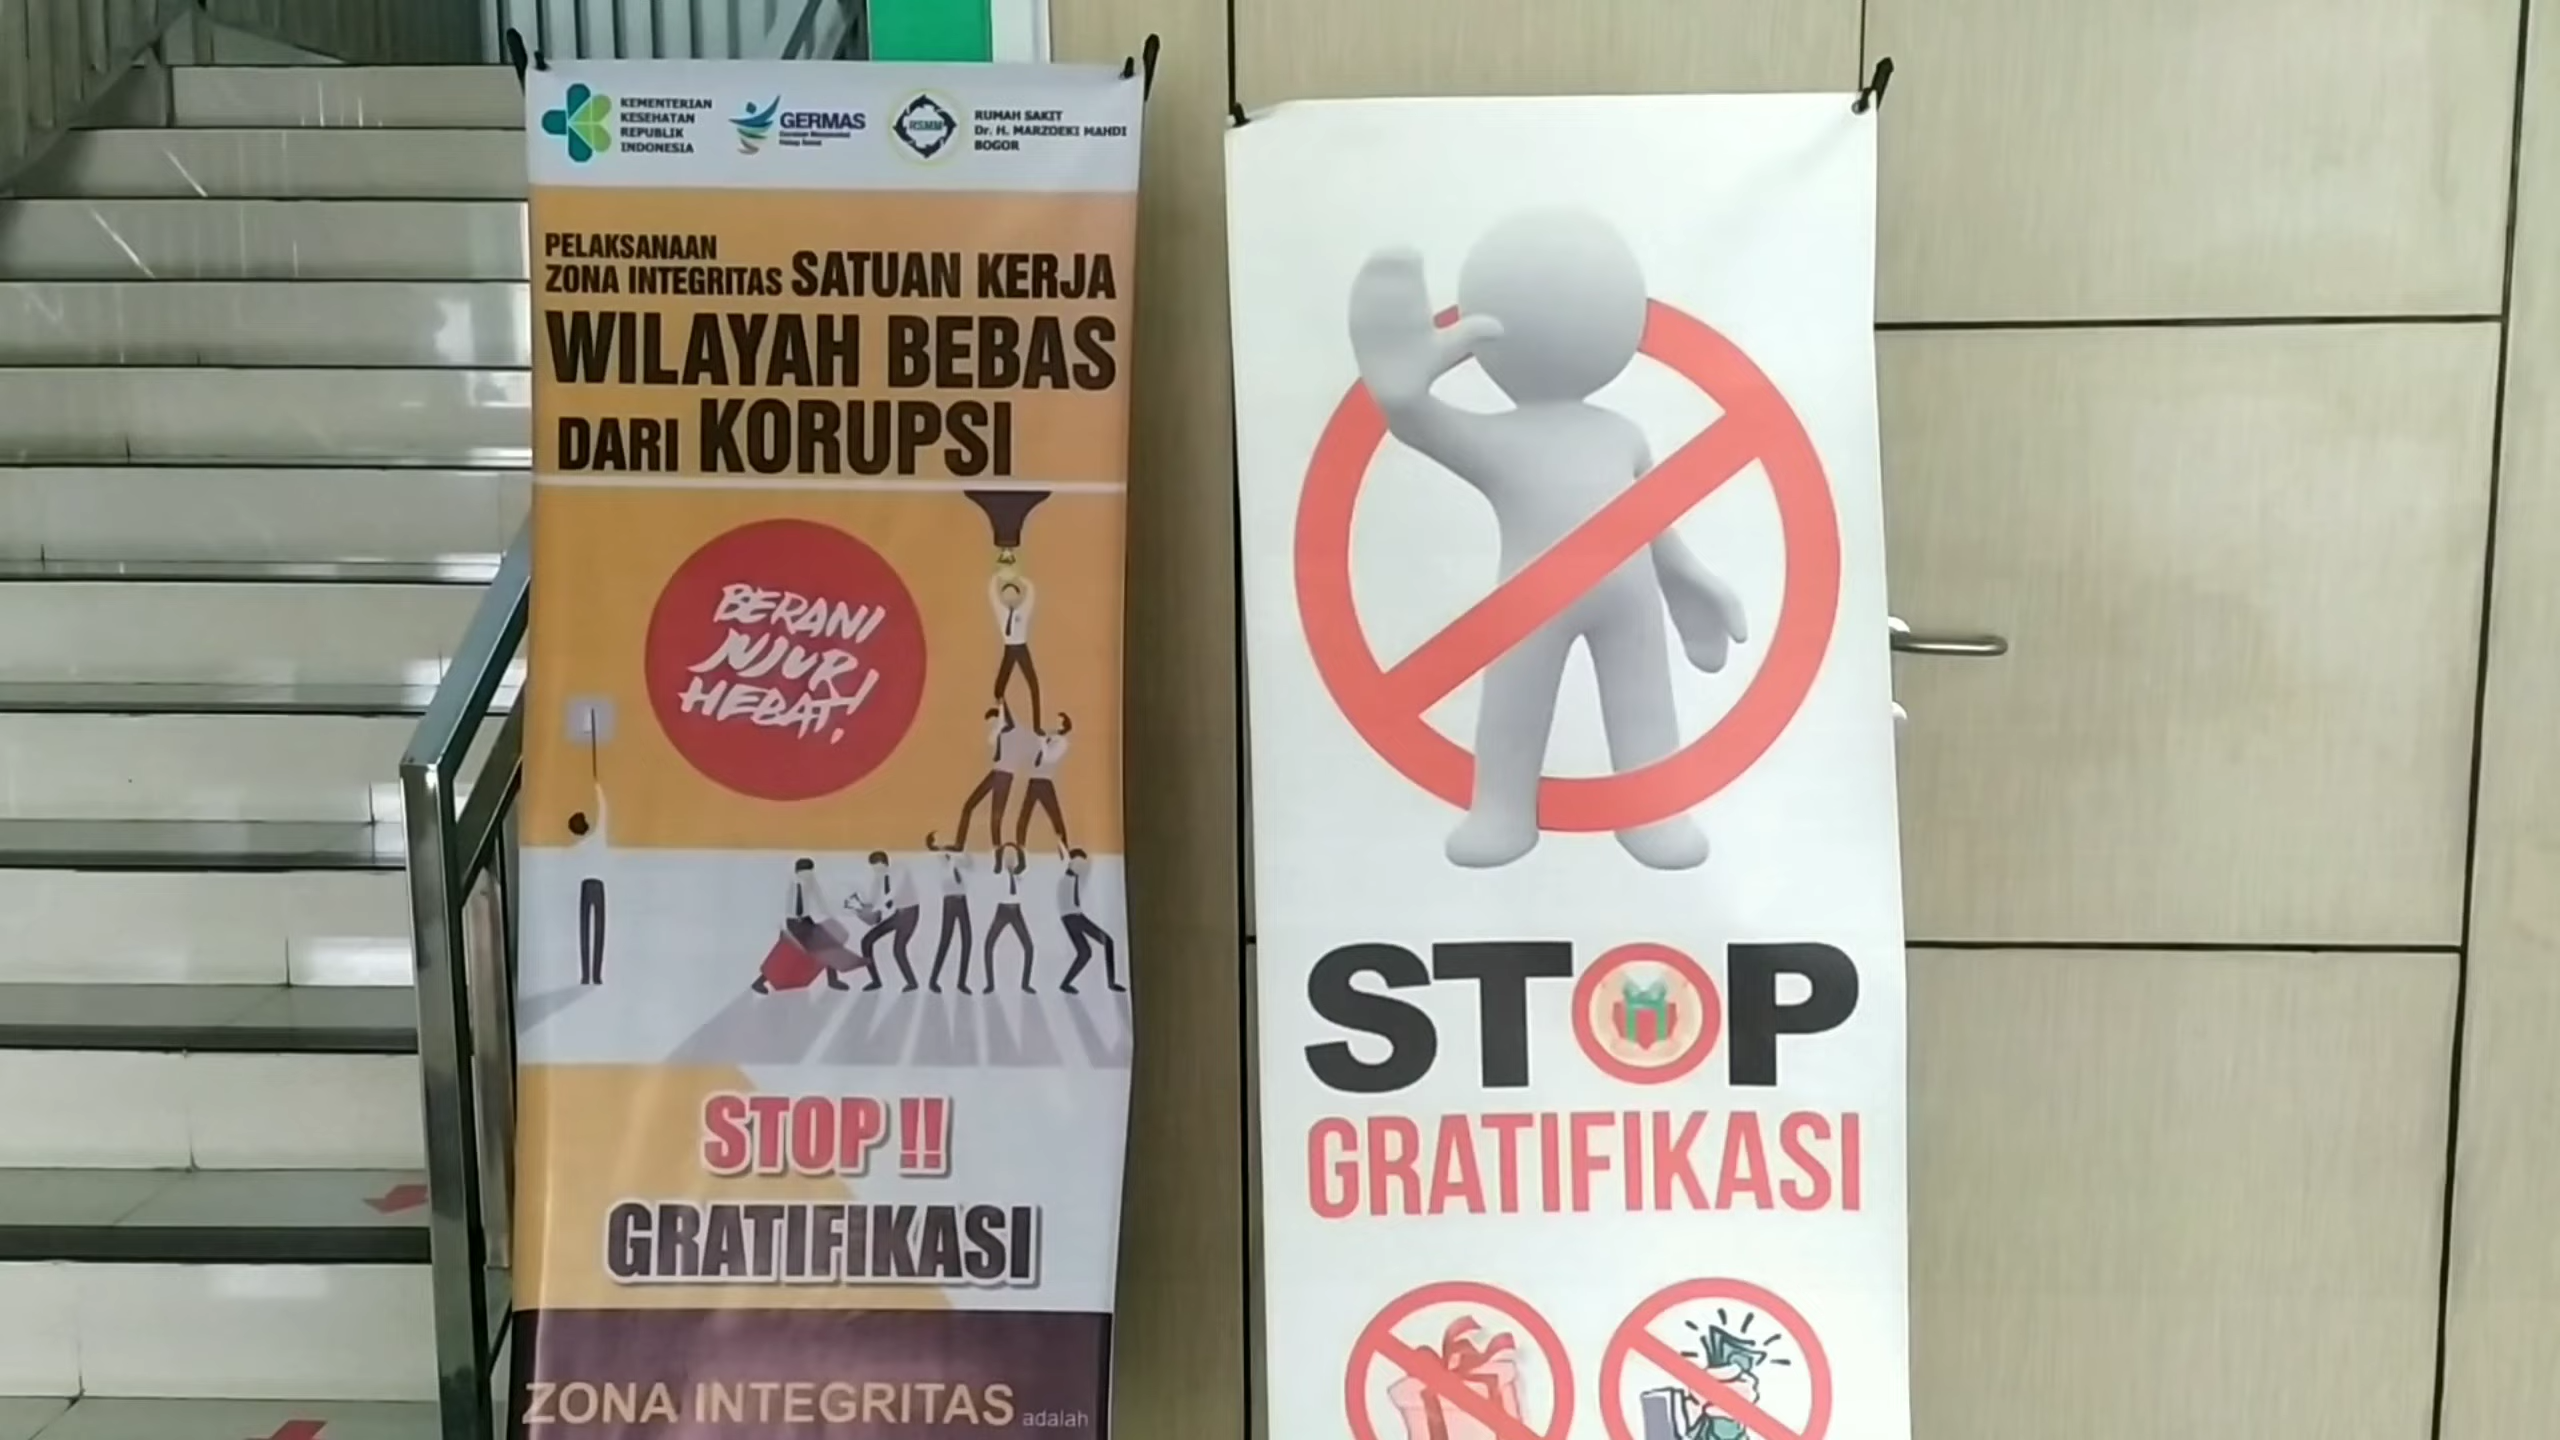 KEMENTERIAN
KESEHATAN
REPUBLIK
INDONESIA
GERMAS
Gerakan Masyarakat
Hidup Sehat
RSMM
RUMAH SAKIT
Dr. H. MARZOEKI MAHDI
BOGOR
PELAKSANAAN
ZONA INTEGRITAS SATUAN KERJA
WILAYAH BEBAS
DARI KORUPSI
BERANI
JUJUR
HEBAT!
STOP !!
GRATIFIKASI
ZONA INTEGRITAS adalah
STOP
GRATIFIKASI